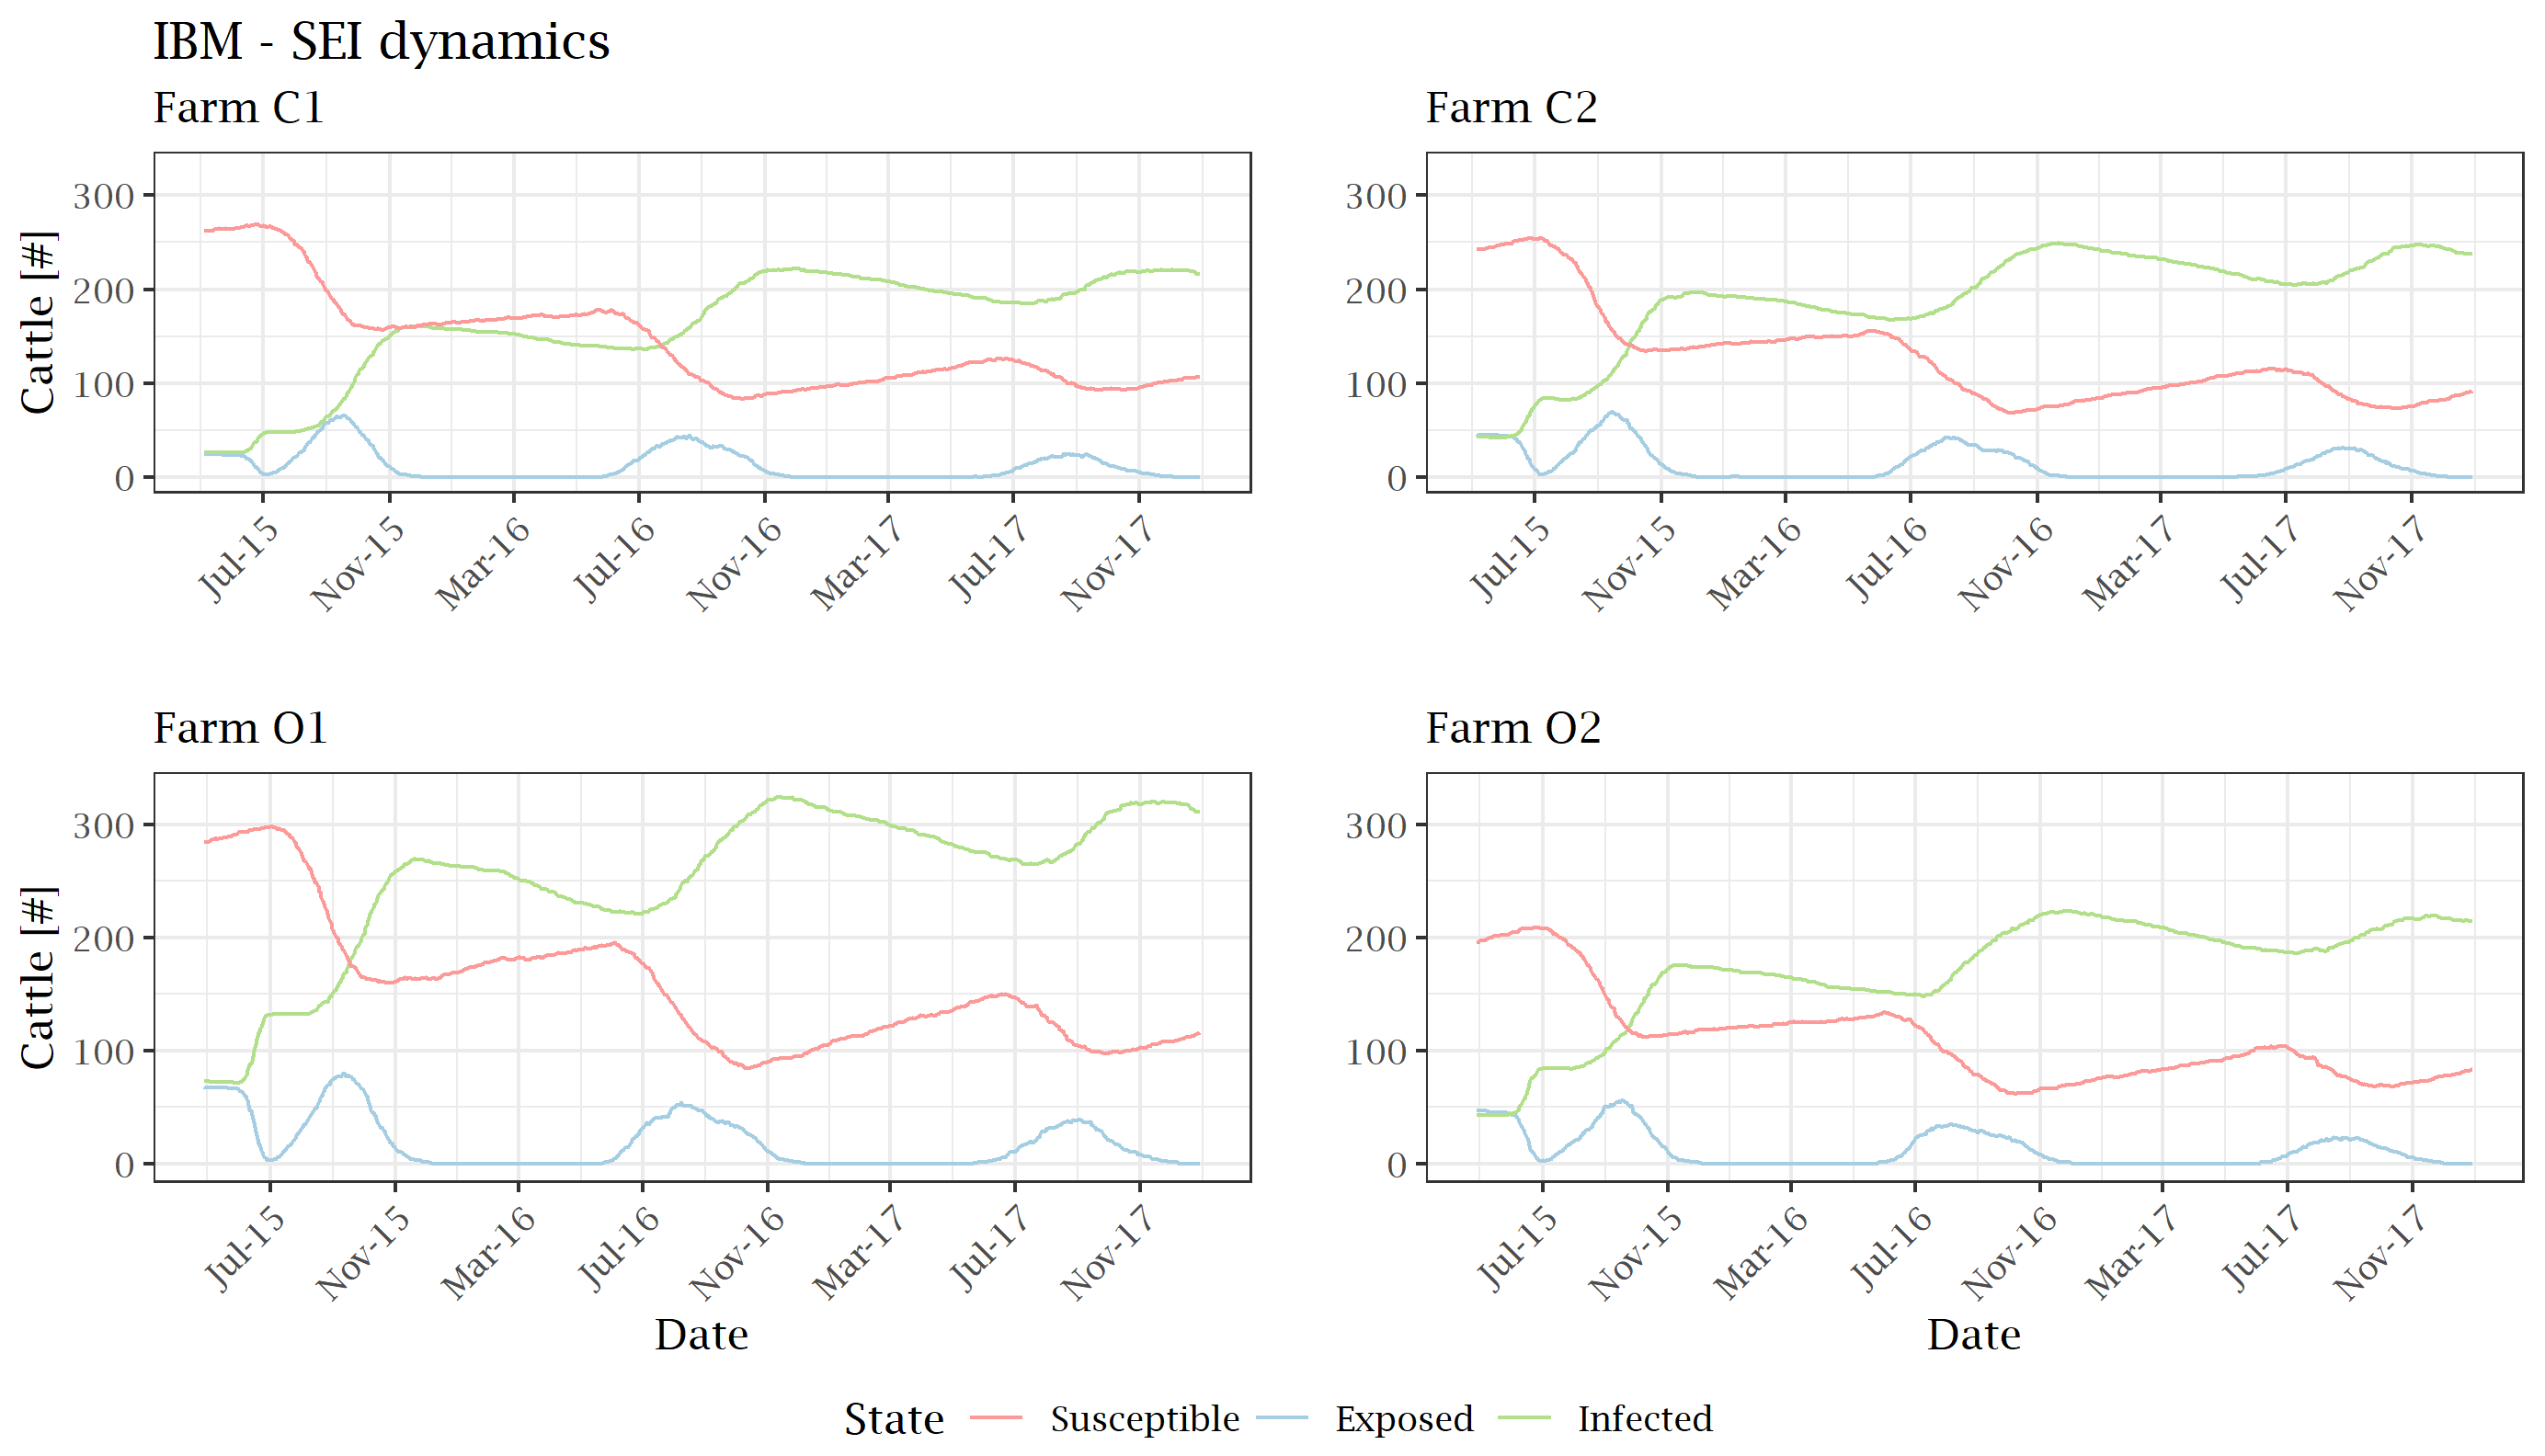 IBM - SEI dynamics
Farm C1
Cattle [#]
300
200
100
0
Jul-15
Nov-15
Mar-16
Jul-16
Nov-16
Mar-17
Jul-17
Nov-17
Farm C2
300
200
100
0
Jul-15
Nov-15
Mar-16
Jul-16
Nov-16
Mar-17
Jul-17
Nov-17
Farm O1
Cattle [#]
300
200
100
0
Jul-15
Nov-15
Mar-16
Jul-16
Nov-16
Mar-17
Jul-17
Nov-17
Date
Farm O2
300
200
100
0
Jul-15
Nov-15
Mar-16
Jul-16
Nov-16
Mar-17
Jul-17
Nov-17
Date
State Susceptible Exposed Infected